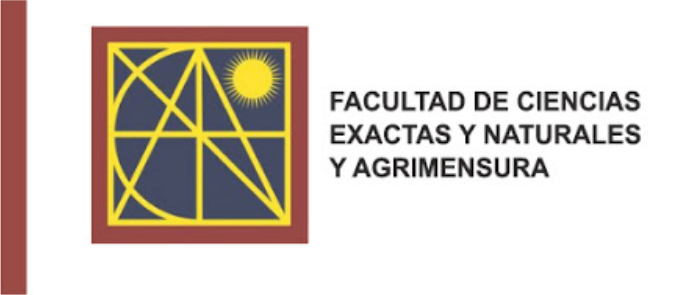 FACULTAD DE CIENCIAS
EXACTAS Y NATURALES
Y AGRIMENSURA